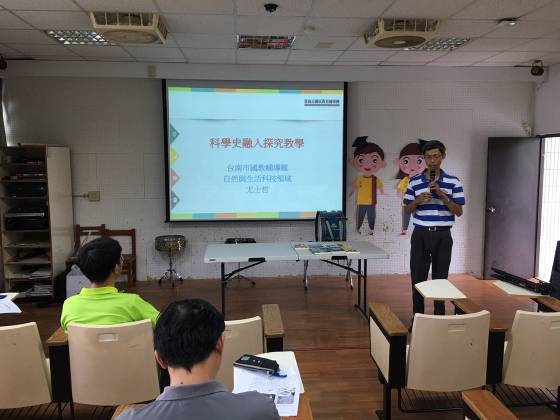 科學史融入探究教學
台南市國教輔導團
自然與生活科技領域
尤士哲